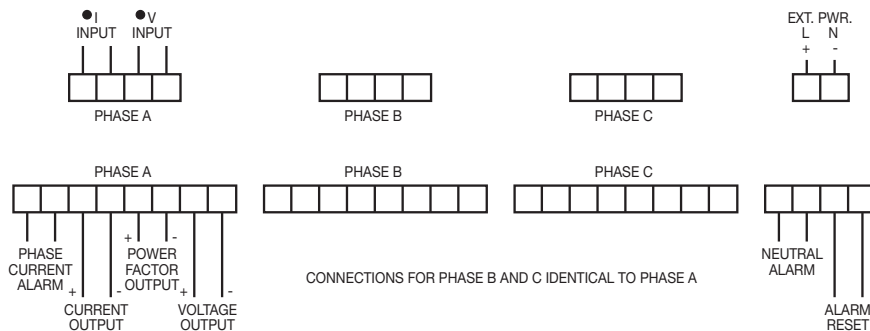 ● I INPUT
● V INPUT
EXT. PWR.
L N
+ -
PHASE A
PHASE B
PHASE C
PHASE A
PHASE B
PHASE C
PHASE CURRENT ALARM
+ -
CURRENT OUTPUT
+ -
POWER FACTOR OUTPUT
+ -
VOLTAGE OUTPUT
CONNECTIONS FOR PHASE B AND C IDENTICAL TO PHASE A
NEUTRAL ALARM
ALARM RESET